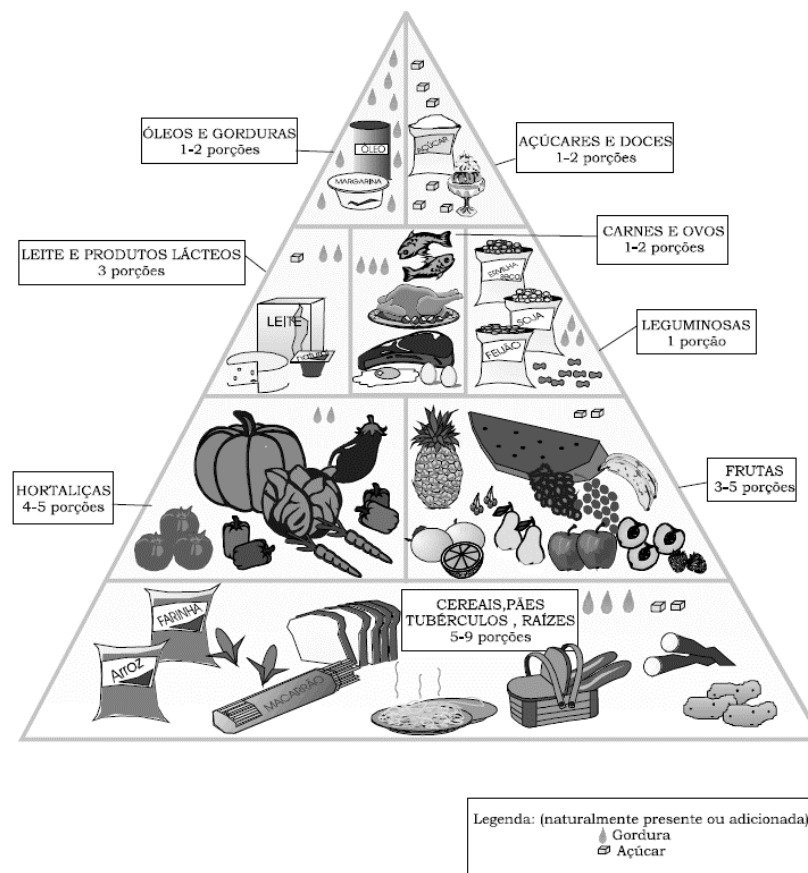 ÓLEOS E GORDURAS
1-2 porções
AÇÚCARES E DOCES
1-2 porções
ÓLEO
MARGARINA
AÇUCAR
LEITE E PRODUTOS LÁCTEOS
3 porções
CARNES E OVOS
1-2 porções
LEGUMINOSAS
1 porção
LEITE
ERVILHA
SECA
SOJA
FEIJÃO
HORTALIÇAS
4-5 porções
FRUTAS
3-5 porções
CEREAIS,PÃES
TUBÉRCULOS , RAÍZES
5-9 porções
FARINHA
ARROZ
MACARRÃO
Legenda: (naturalmente presente ou adicionada)
Gordura
Açúcar